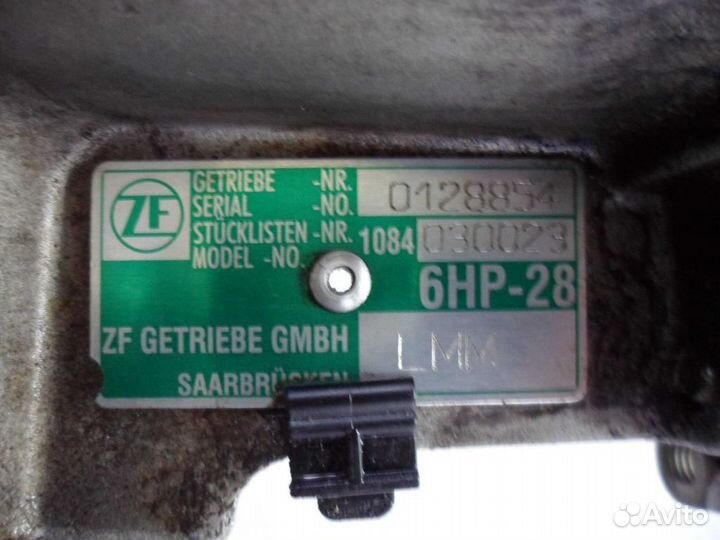 ZF
GETRIEBE -NR. 0128854
SERIAL -NO.
STÜCKLISTEN -NR. 1084 030023
MODEL -NO.
6HP-28
ZF GETRIEBE GMBH LMM
SAARBRÜCKEN
Avito